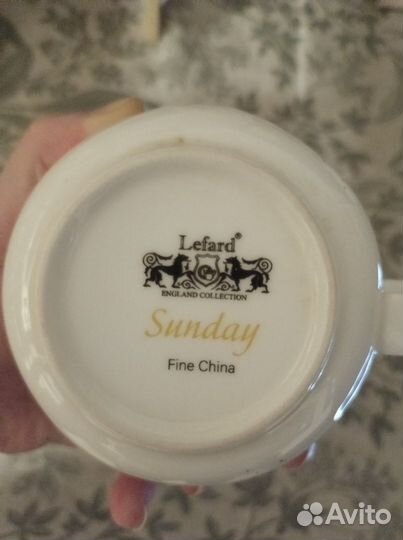 Lefard®
ENGLAND COLLECTION
Sunday
Fine China
Avito